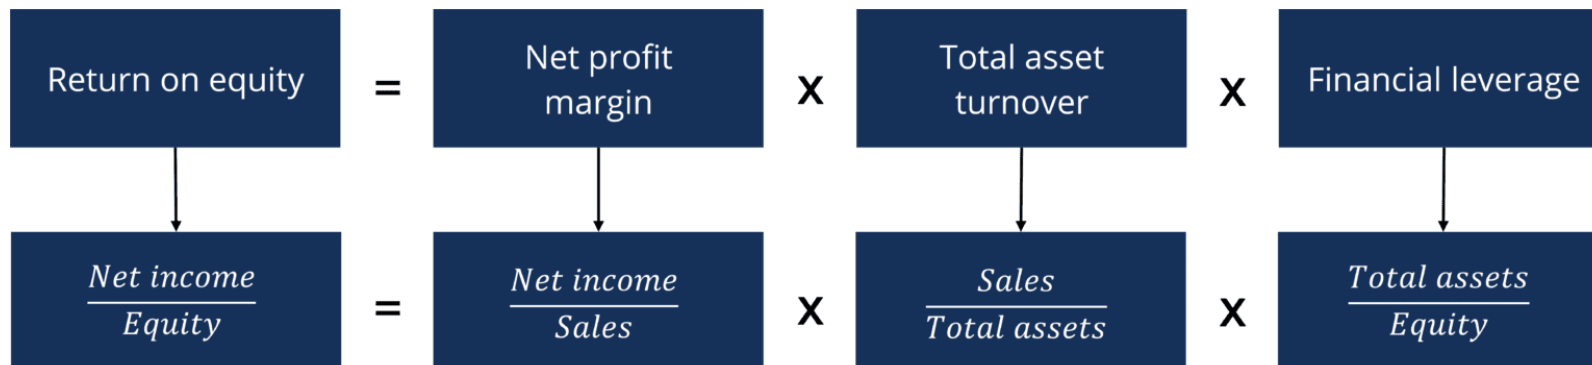 Return on equity = Net profit margin x Total asset turnover x Financial leverage
Net income / Equity = Net income / Sales x Sales / Total assets x Total assets / Equity